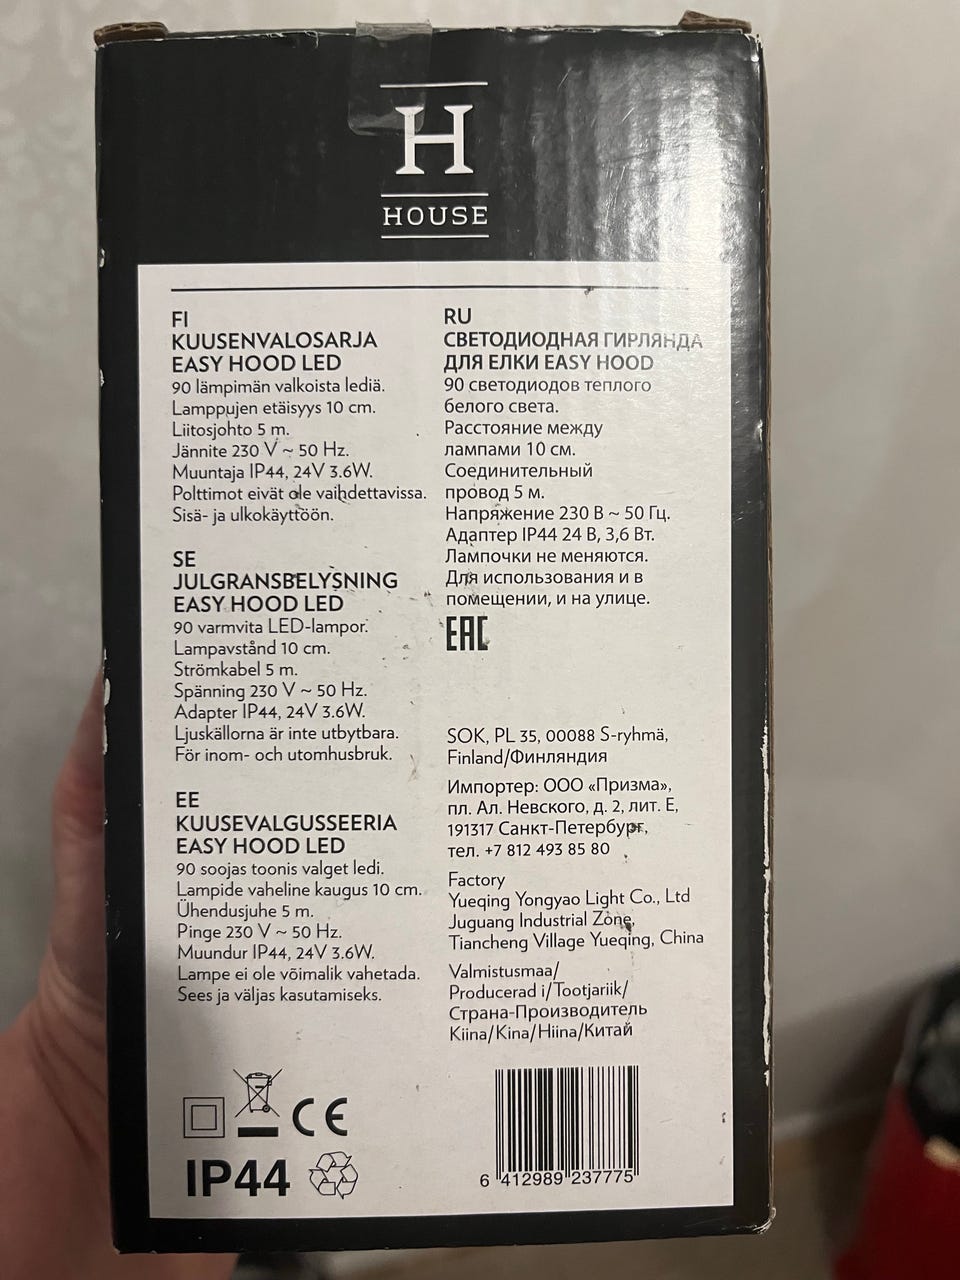 H
HOUSE
FI
KUUSENVALOSARJA
EASY HOOD LED
90 lämpimän valkoista lediä.
Lamppujen etäisyys 10 cm.
Liitosjohto 5 m.
Jännite 230 V ~ 50 Hz.
Muuntaja IP44, 24V 3.6W.
Polttimot eivät ole vaihdettavissa.
Sisä- ja ulkokäyttöön.
SE
JULGRANSBELYSNING
EASY HOOD LED
90 varmvita LED-lampor.
Lampavstånd 10 cm.
Strömkabel 5 m.
Spänning 230 V ~ 50 Hz.
Adapter IP44, 24V 3.6W.
Ljuskällorna är inte utbytbara.
För inom- och utomhusbruk.
EE
KUUSEVALGUSSEERIA
EASY HOOD LED
90 soojas toonis valget ledi.
Lampide vaheline kaugus 10 cm.
Ühendusjuhe 5 m.
Pinge 230 V ~ 50 Hz.
Muundur IP44, 24V 3.6W.
Lampe ei ole võimalik vahetada.
Sees ja väljas kasutamiseks.
RU
СВЕТОДИОДНАЯ ГИРЛЯНДА
ДЛЯ ЕЛКИ EASY HOOD
90 светодиодов теплого
белого света.
Расстояние между
лампами 10 см.
Соединительный
провод 5 м.
Напряжение 230 В ~ 50 Гц.
Адаптер IP44 24 В, 3,6 Вт.
Лампочки не меняются.
Для использования и в
помещении, и на улице.
EAC
SOK, PL 35, 00088 S-ryhmä,
Finland/Финляндия
Импортер: ООО «Призма»,
пл. Ал. Невского, д. 2, лит. Е,
191317 Санкт-Петербург,
тел. +7 812 493 85 80
Factory
Yueqing Yongyao Light Co., Ltd
Juguang Industrial Zone,
Tiancheng Village Yueqing, China
Valmistusmaa/
Producerad i/Tootjariik/
Страна-Производитель
Kiina/Kina/Hiina/Китай
CE
IP44
6 412989 237775